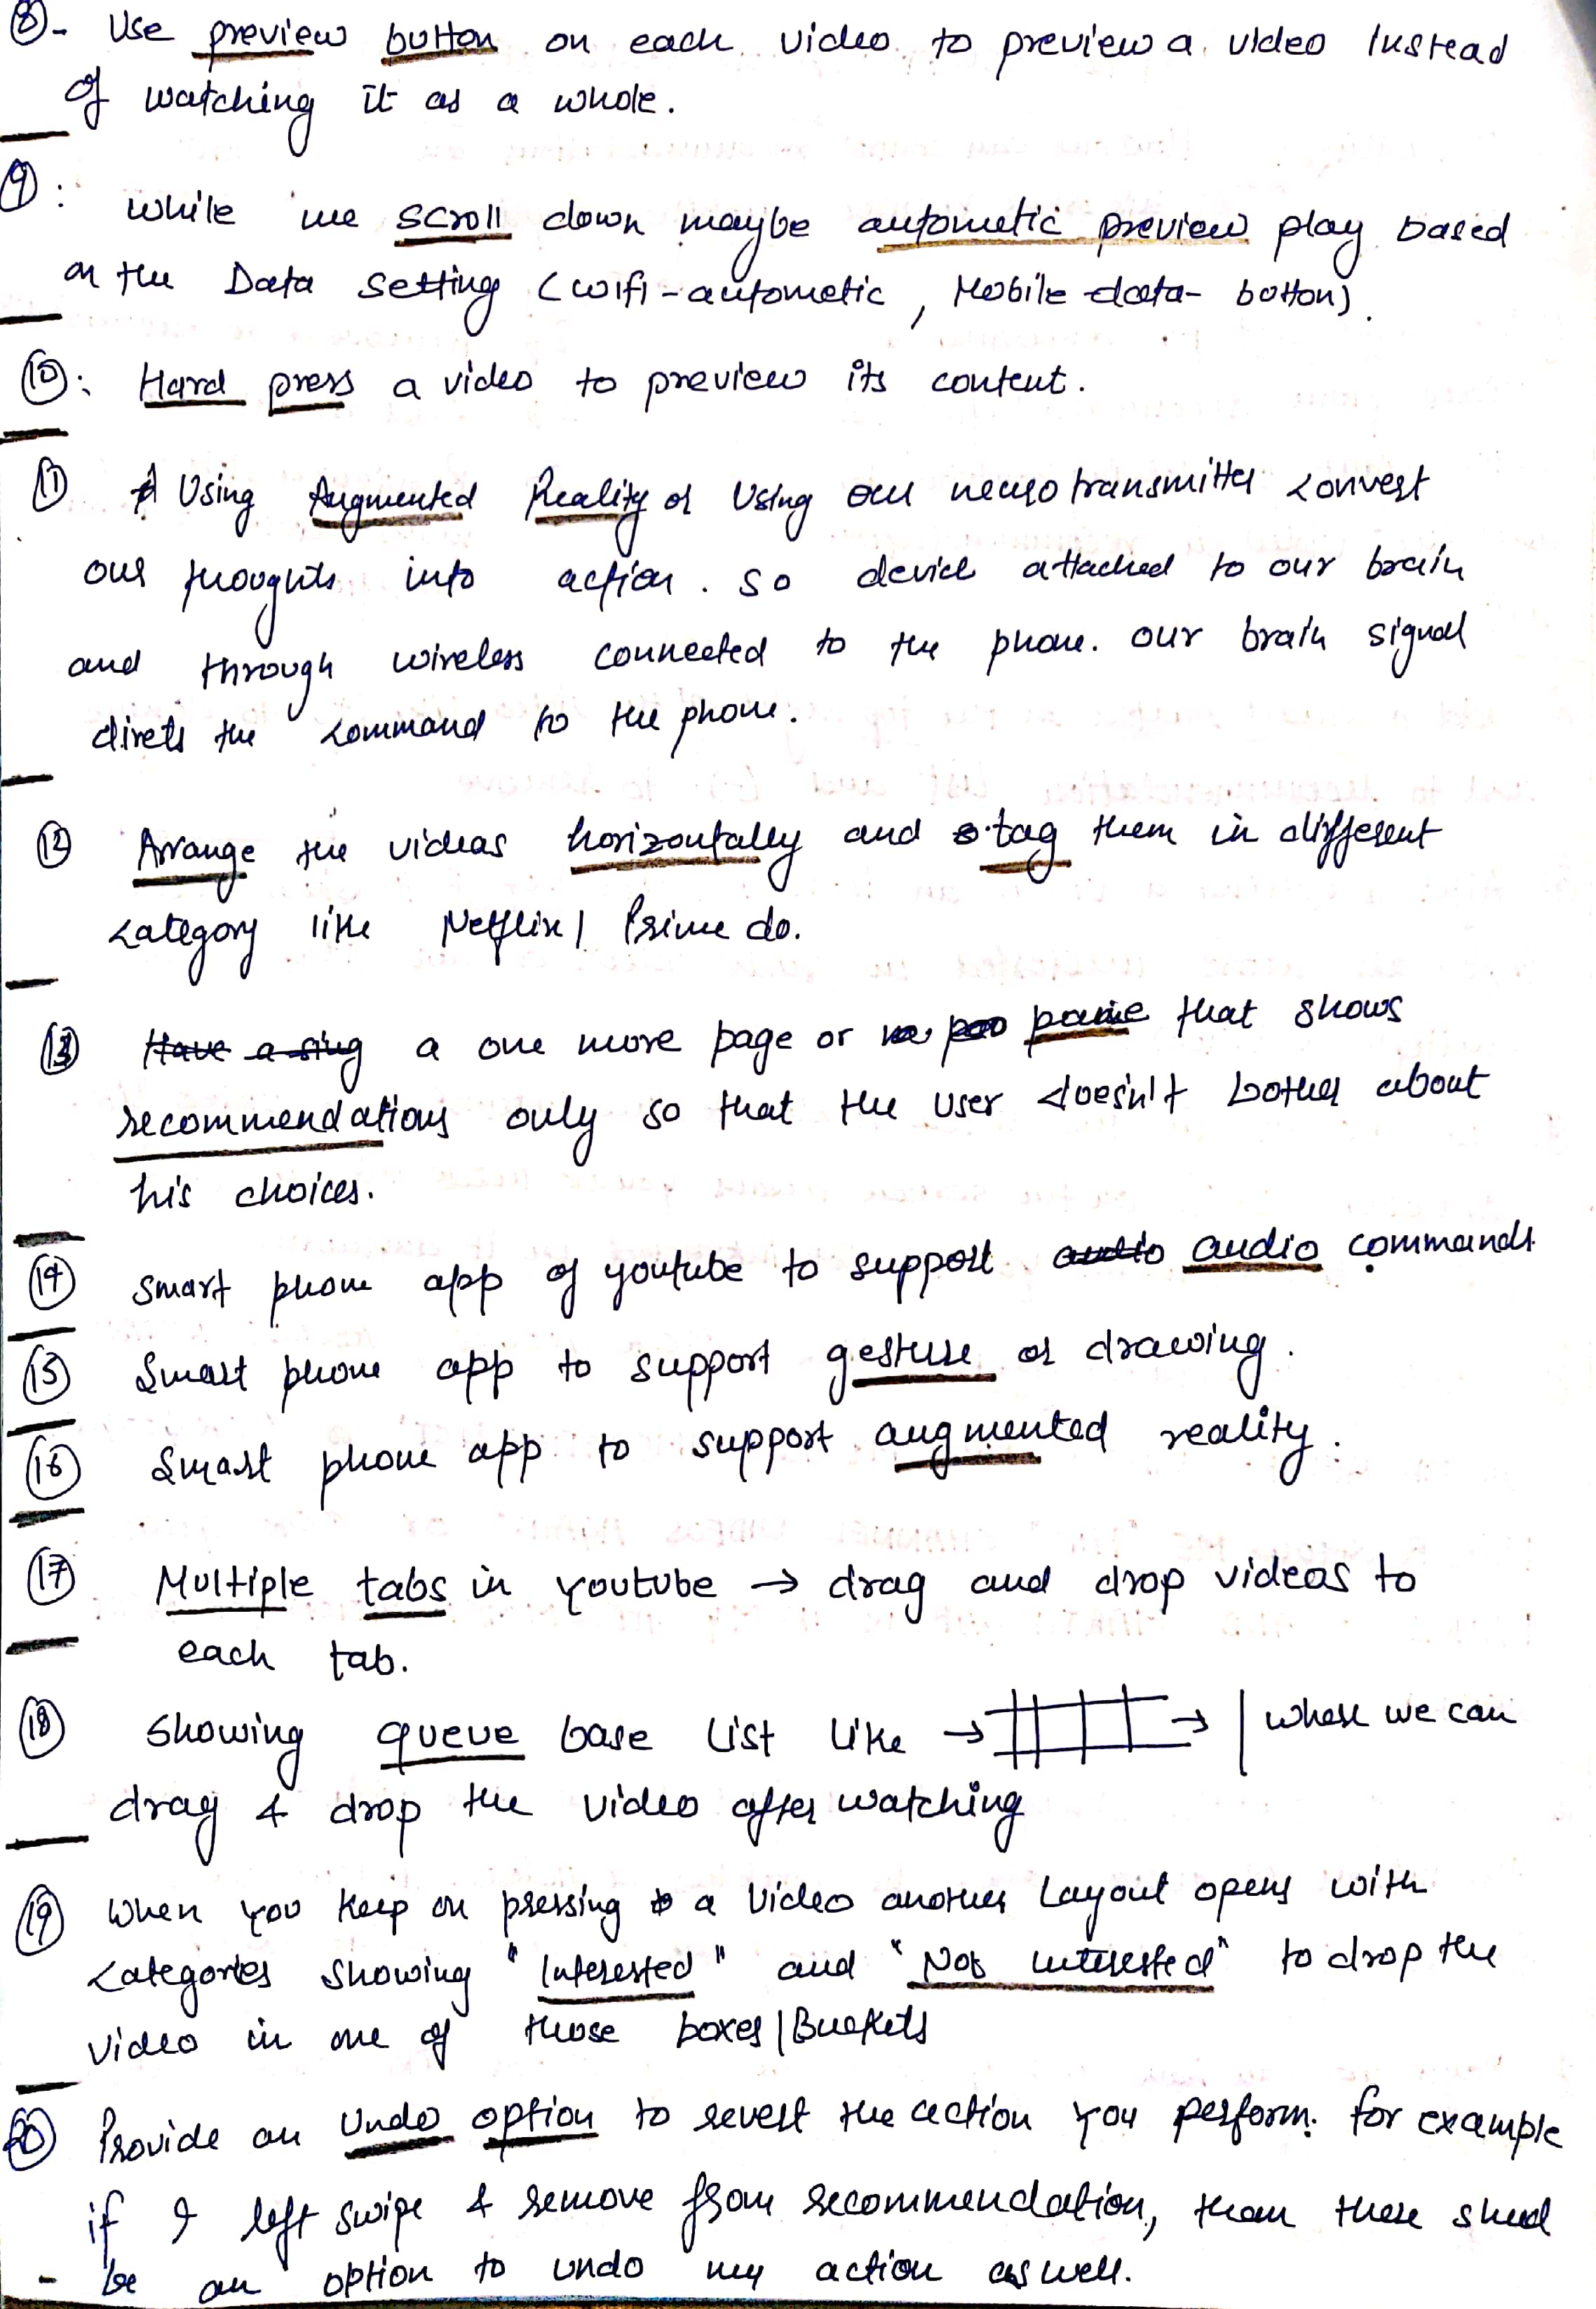 ⑧- Use preview button on each video to preview a video Instead
of watching it as a whole.
⑨: while we scroll down maybe autometic preview play based
on the Data setting (wifi-autometic, Mobile data- button).
⑩: Hard press a video to preview its content.
⑪ Using Augmented Reality or Using our neurotransmitter convert
our thoughts into action. so device attached to our brain
and through wireless connected to the phone. our brain signal
direts the command to the phone.
⑫ Arrange the videos horizontally and tag them in different
category like Netflix/ Prime do.
⑬ Have a sing a one more page or pane that shows
recommendations only so that the user doesn't bother about
his choices.
⑭ smart phone app of youtube to support audio audio commands.
⑮ Smart phone app to support gesture or drawing.
⑯ Smart phone app to support augmented reality.
⑰ Multiple tabs in youtube → drag and drop videos to
each tab.
⑱ Showing queue base list like → → | where we can
drag & drop the video after watching
⑲ When you keep on pressing a video another Layout opens with
categories showing "Interested" and "Not interested" to drop the
video in one of those boxes/Buckets
⑳ Provide an undo option to revert the action you perform. for example
if I left swipe & remove from recommendation, than there shud
- be an option to undo my action as well.